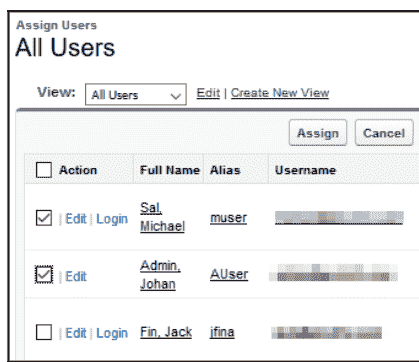 Assign Users
All Users
View: All Users Edit | Create New View
Assign Cancel
Action Full Name Alias Username
| Edit | Login Sal, Michael muser
| Edit Admin, Johan AUser
| Edit | Login Fin, Jack jfina